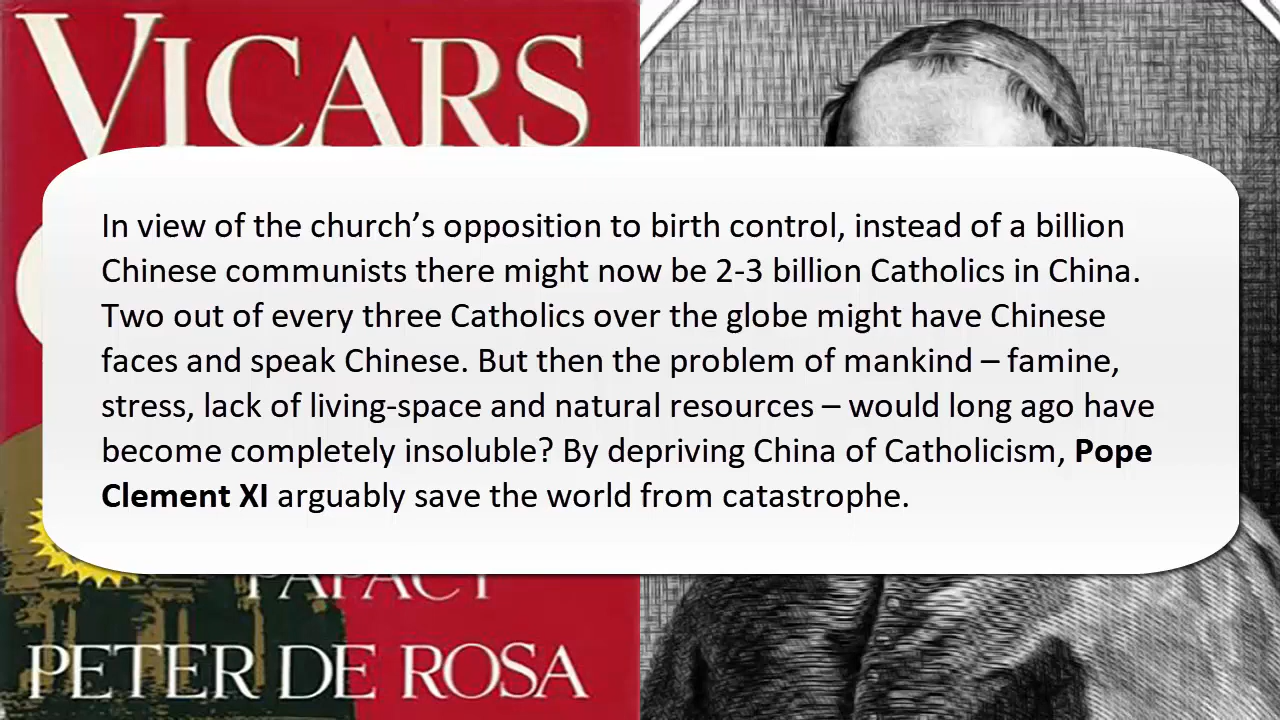 VICARS
In view of the church’s opposition to birth control, instead of a billion
Chinese communists there might now be 2-3 billion Catholics in China.
Two out of every three Catholics over the globe might have Chinese
faces and speak Chinese. But then the problem of mankind – famine,
stress, lack of living-space and natural resources – would long ago have
become completely insoluble? By depriving China of Catholicism, Pope
Clement XI arguably save the world from catastrophe.
PAPACY
PETER DE ROSA